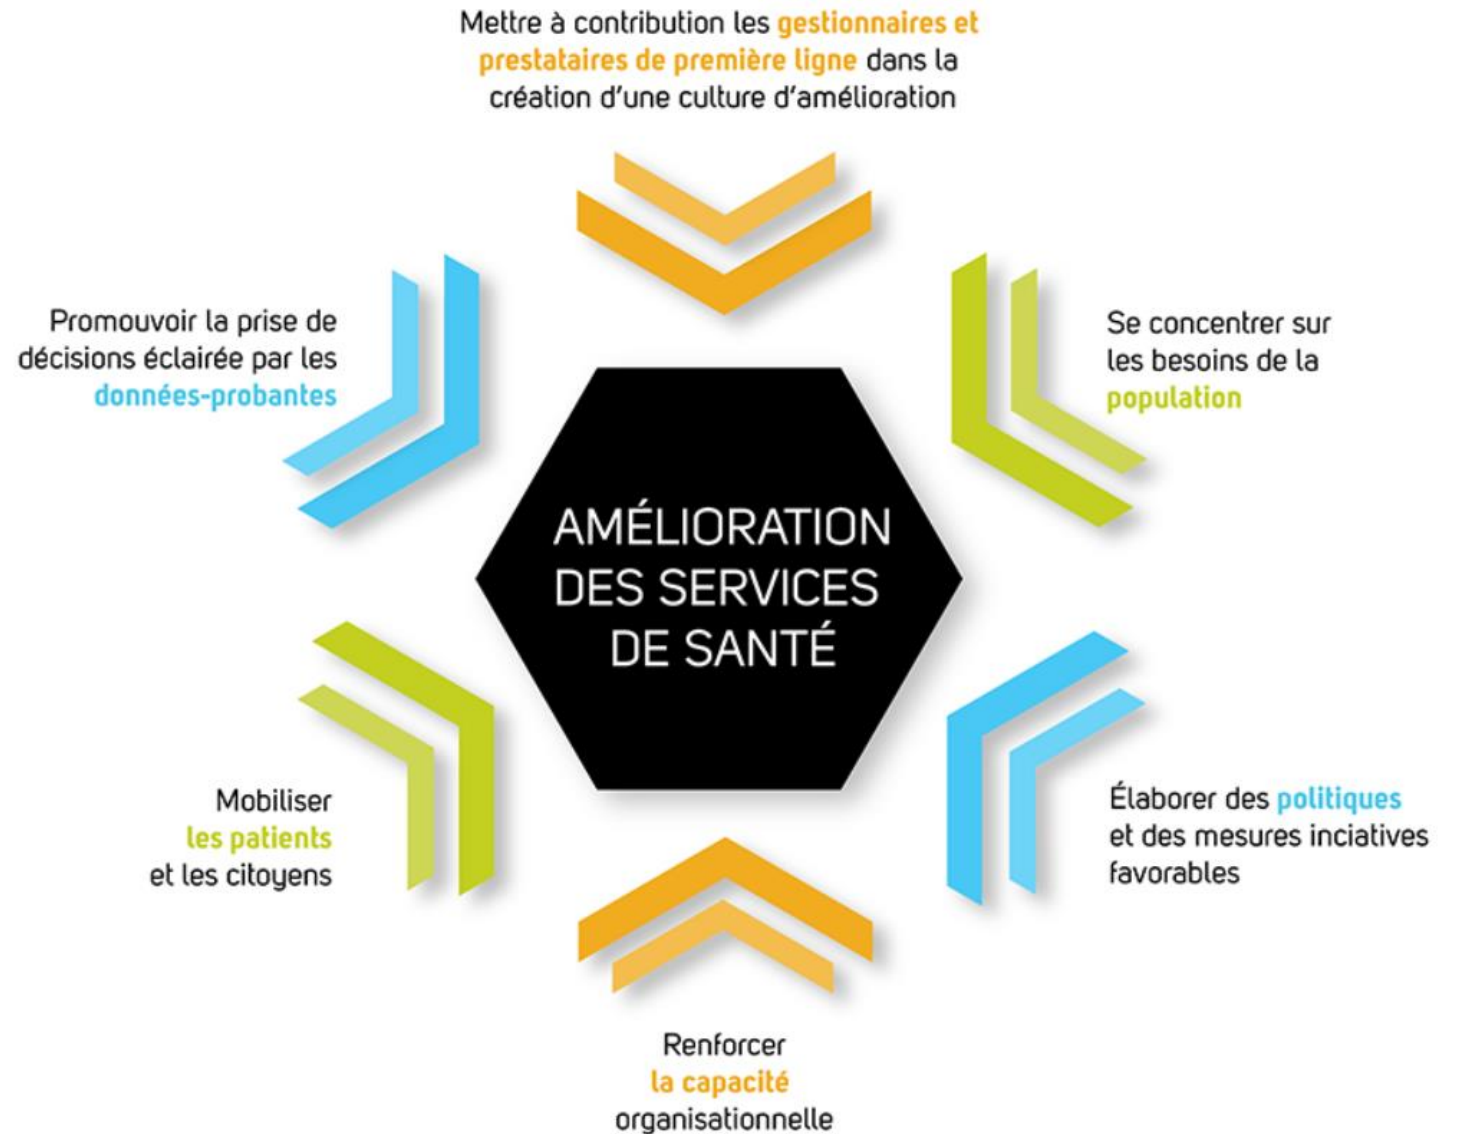 Mettre à contribution les gestionnaires et
prestataires de première ligne dans la
création d'une culture d'amélioration
Promouvoir la prise de
décisions éclairée par les
données-probantes
Se concentrer sur
les besoins de la
population
AMÉLIORATION
DES SERVICES
DE SANTÉ
Mobiliser
les patients
et les citoyens
Élaborer des politiques
et des mesures inciatives
favorables
Renforcer
la capacité
organisationnelle